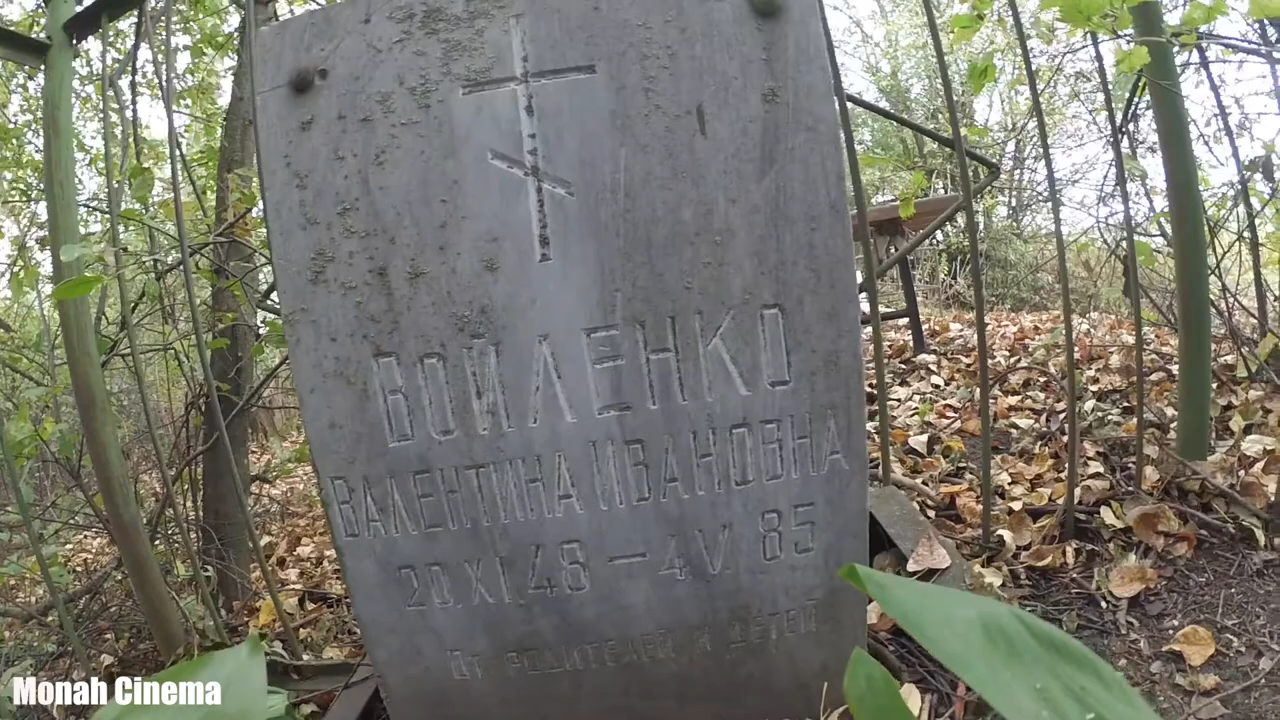 ВОЙЛЕНКО
ВАЛЕНТИНА ИВАНОВНА
20.XI.48 – 4.V.85
От родителей и детей
Monah Cinema